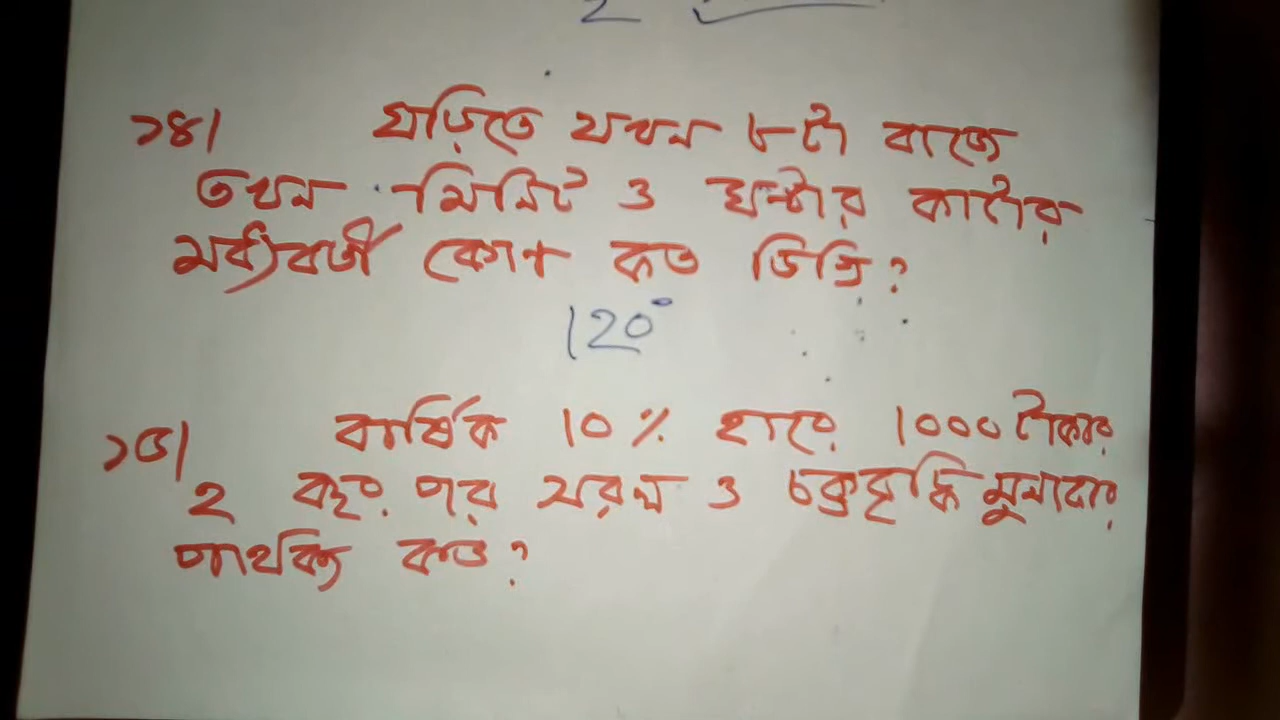 2
১৪। ঘড়িতে যখন ৮টা বাজে
তখন মিনিট ও ঘন্টার কাটার
মধ্যবর্তী কোণ কত ডিগ্রি?
120°
১৫। বার্ষিক 10% হারে 1000 টাকার
২ বছর পর সরল ও চক্রবৃদ্ধি মুনাফার
পার্থক্য কত?